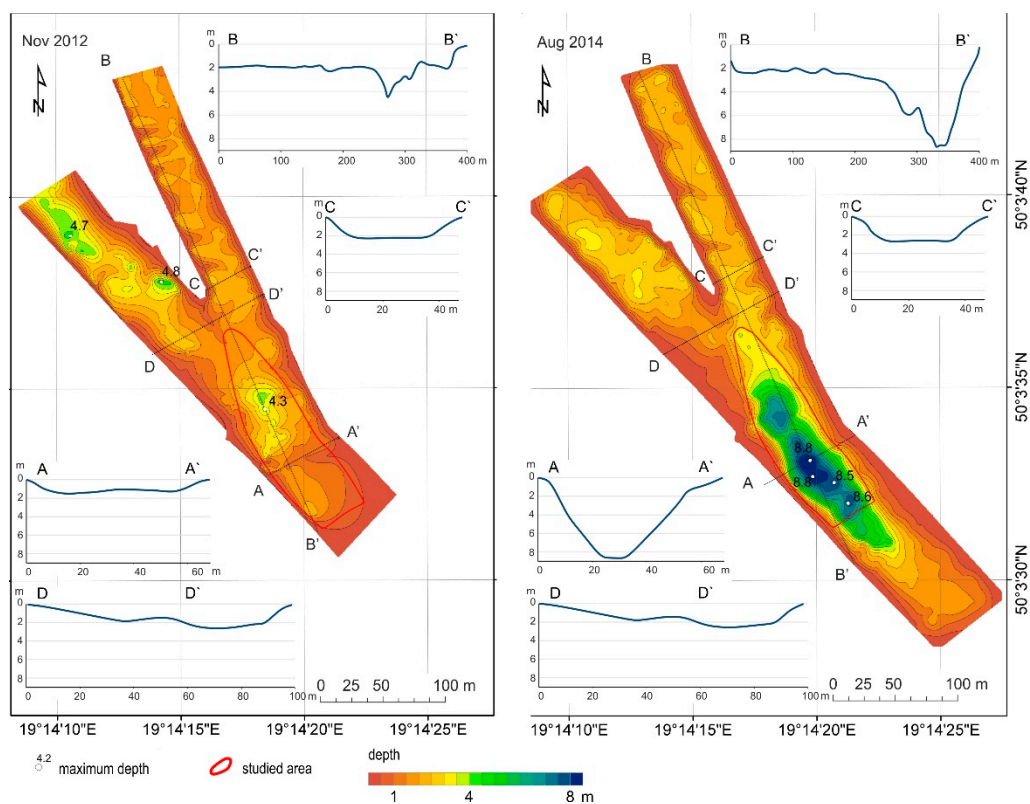 Nov 2012
N
B
B`
m
0
2
4
6
8
0
100
200
300
400 m
B
C
C`
m
0
2
4
6
8
0
20
40 m
4.7
4.8
C
C'
D'
D
4.3
A'
A
B'
A
A`
m
0
2
4
6
8
0
20
40
60 m
D
D`
m
0
2
4
6
8
0
20
40
60
80
100 m
0 25 50 100 m
19°14'10"E
19°14'15"E
19°14'20"E
19°14'25"E
Aug 2014
N
B
B`
m
0
2
4
6
8
0
100
200
300
400 m
B
C
C`
m
0
2
4
6
8
0
20
40 m
C
C'
D'
D
A'
A
8.8
8.8
8.5
8.6
B'
A
A`
m
0
2
4
6
8
0
20
40
60 m
D
D`
m
0
2
4
6
8
0
20
40
60
80
100 m
0 25 50 100 m
50°3'40"N
50°3'35"N
50°3'30"N
19°14'10"E
19°14'15"E
19°14'20"E
19°14'25"E
4.2 maximum depth
studied area
depth
1 4 8 m